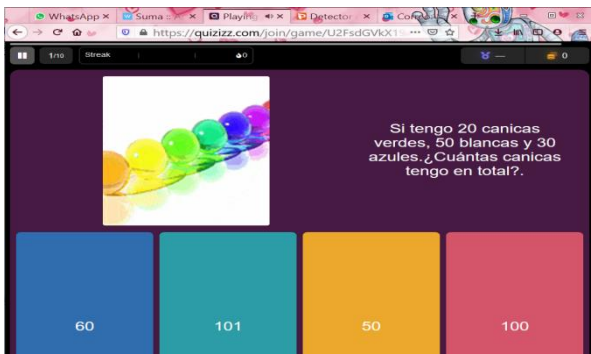 WhatsApp
Suma
Playing
Detector
https://quizizz.com/join/game/U2FsdGVkX1
1/10
Streak
0
0
Si tengo 20 canicas
verdes, 50 blancas y 30
azules.¿Cuántas canicas
tengo en total?.
60
101
50
100